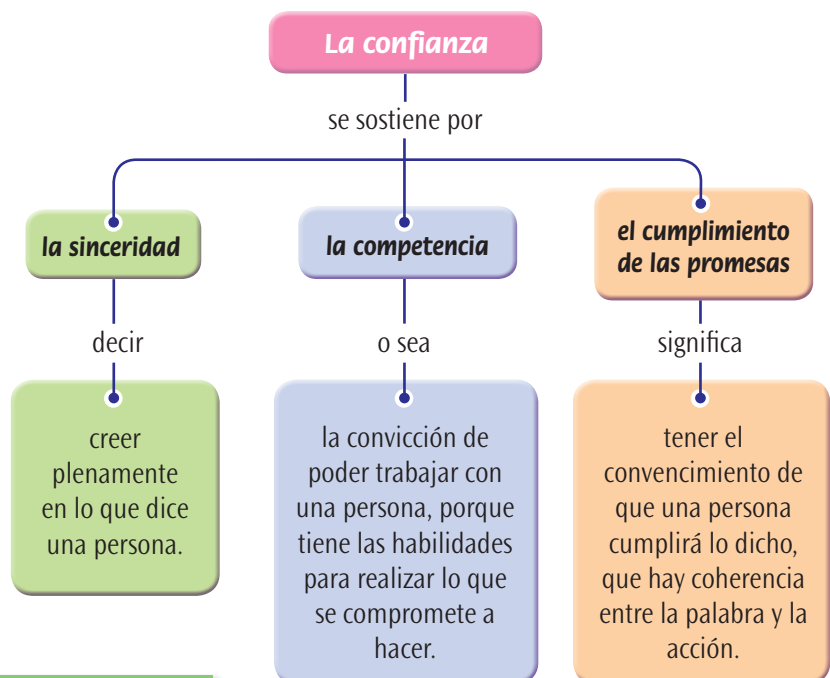 La confianza
se sostiene por
la sinceridad
decir
creer
plenamente
en lo que dice
una persona.
la competencia
o sea
la convicción de
poder trabajar con
una persona, porque
tiene las habilidades
para realizar lo que
se compromete a
hacer.
el cumplimiento
de las promesas
significa
tener el
convencimiento de
que una persona
cumplirá lo dicho,
que hay coherencia
entre la palabra y la
acción.